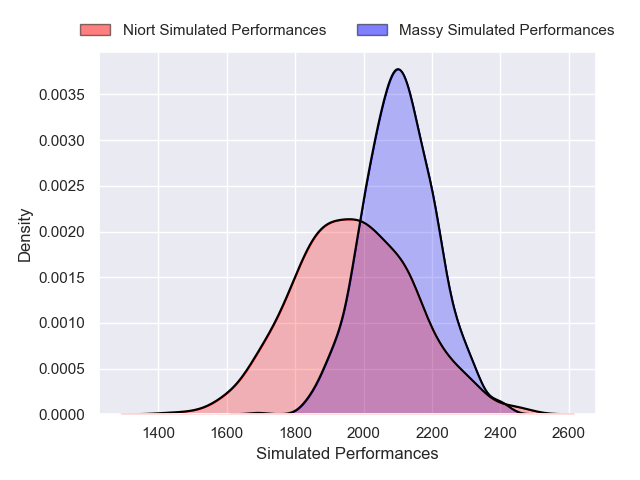 Niort Simulated Performances
Massy Simulated Performances
0.0035
0.0030
0.0025
0.0020
0.0015
0.0010
0.0005
0.0000
Density
1400 1600 1800 2000 2200 2400 2600
Simulated Performances